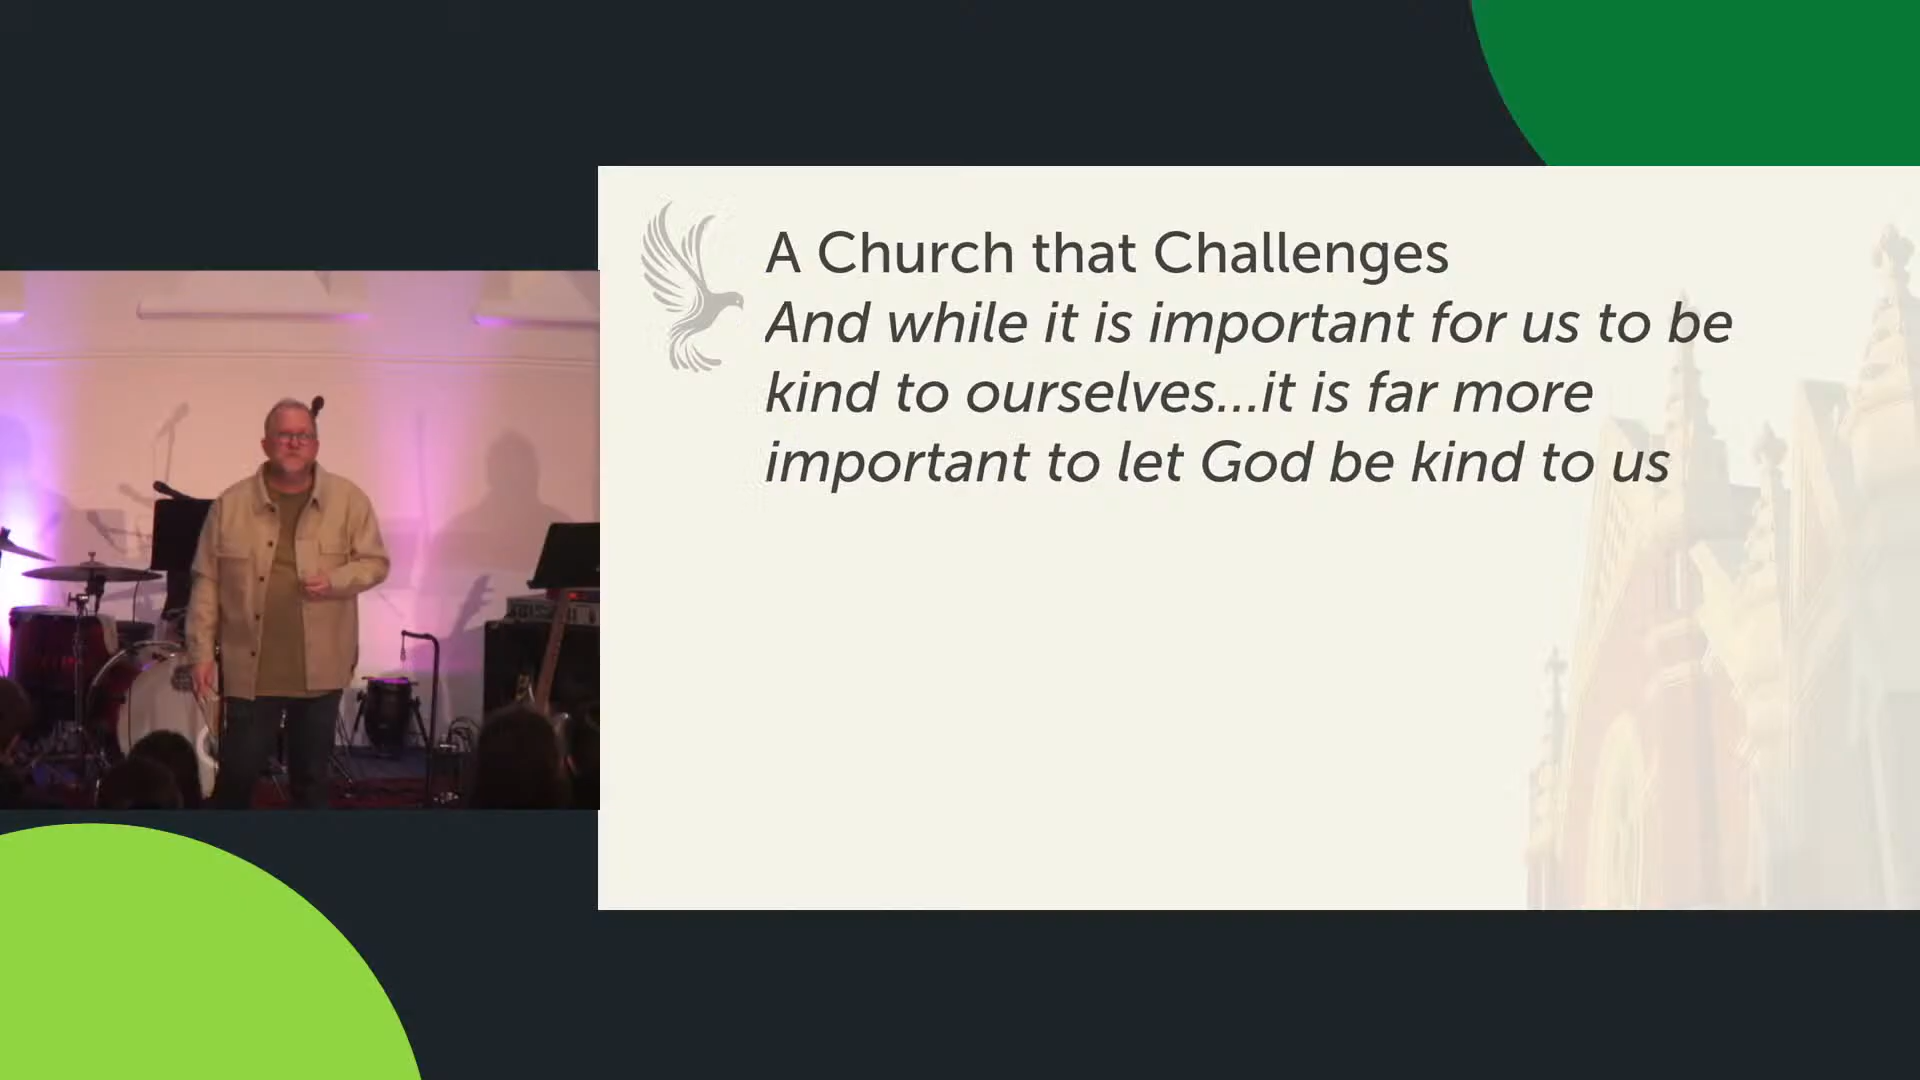 A Church that Challenges
And while it is important for us to be
kind to ourselves...it is far more
important to let God be kind to us